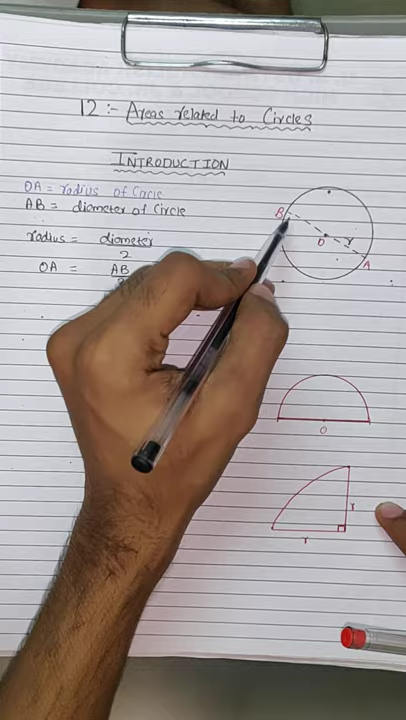 12 :- Areas related to Circles
INTRODUCTION
OA = radius of Circle
AB = diameter of Circle
radius = diameter
2
OA = AB
2
B
O
r
A
O
r
r